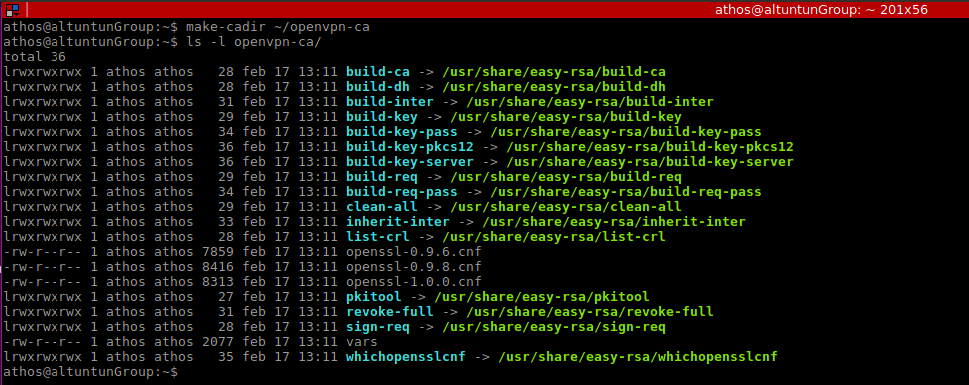 athos@altuntunGroup: ~ 201x56
athos@altuntunGroup:~$ make-cadir ~/openvpn-ca
athos@altuntunGroup:~$ ls -l openvpn-ca/
total 36
lrwxrwxrwx 1 athos athos   28 feb 17 13:11 build-ca -> /usr/share/easy-rsa/build-ca
lrwxrwxrwx 1 athos athos   28 feb 17 13:11 build-dh -> /usr/share/easy-rsa/build-dh
lrwxrwxrwx 1 athos athos   31 feb 17 13:11 build-inter -> /usr/share/easy-rsa/build-inter
lrwxrwxrwx 1 athos athos   29 feb 17 13:11 build-key -> /usr/share/easy-rsa/build-key
lrwxrwxrwx 1 athos athos   34 feb 17 13:11 build-key-pass -> /usr/share/easy-rsa/build-key-pass
lrwxrwxrwx 1 athos athos   36 feb 17 13:11 build-key-pkcs12 -> /usr/share/easy-rsa/build-key-pkcs12
lrwxrwxrwx 1 athos athos   36 feb 17 13:11 build-key-server -> /usr/share/easy-rsa/build-key-server
lrwxrwxrwx 1 athos athos   29 feb 17 13:11 build-req -> /usr/share/easy-rsa/build-req
lrwxrwxrwx 1 athos athos   34 feb 17 13:11 build-req-pass -> /usr/share/easy-rsa/build-req-pass
lrwxrwxrwx 1 athos athos   29 feb 17 13:11 clean-all -> /usr/share/easy-rsa/clean-all
lrwxrwxrwx 1 athos athos   33 feb 17 13:11 inherit-inter -> /usr/share/easy-rsa/inherit-inter
lrwxrwxrwx 1 athos athos   28 feb 17 13:11 list-crl -> /usr/share/easy-rsa/list-crl
-rw-r--r-- 1 athos athos 7859 feb 17 13:11 openssl-0.9.6.cnf
-rw-r--r-- 1 athos athos 8416 feb 17 13:11 openssl-0.9.8.cnf
-rw-r--r-- 1 athos athos 8313 feb 17 13:11 openssl-1.0.0.cnf
lrwxrwxrwx 1 athos athos   27 feb 17 13:11 pkitool -> /usr/share/easy-rsa/pkitool
lrwxrwxrwx 1 athos athos   31 feb 17 13:11 revoke-full -> /usr/share/easy-rsa/revoke-full
lrwxrwxrwx 1 athos athos   28 feb 17 13:11 sign-req -> /usr/share/easy-rsa/sign-req
-rw-r--r-- 1 athos athos 2077 feb 17 13:11 vars
lrwxrwxrwx 1 athos athos   35 feb 17 13:11 whichopensslcnf -> /usr/share/easy-rsa/whichopensslcnf
athos@altuntunGroup:~$